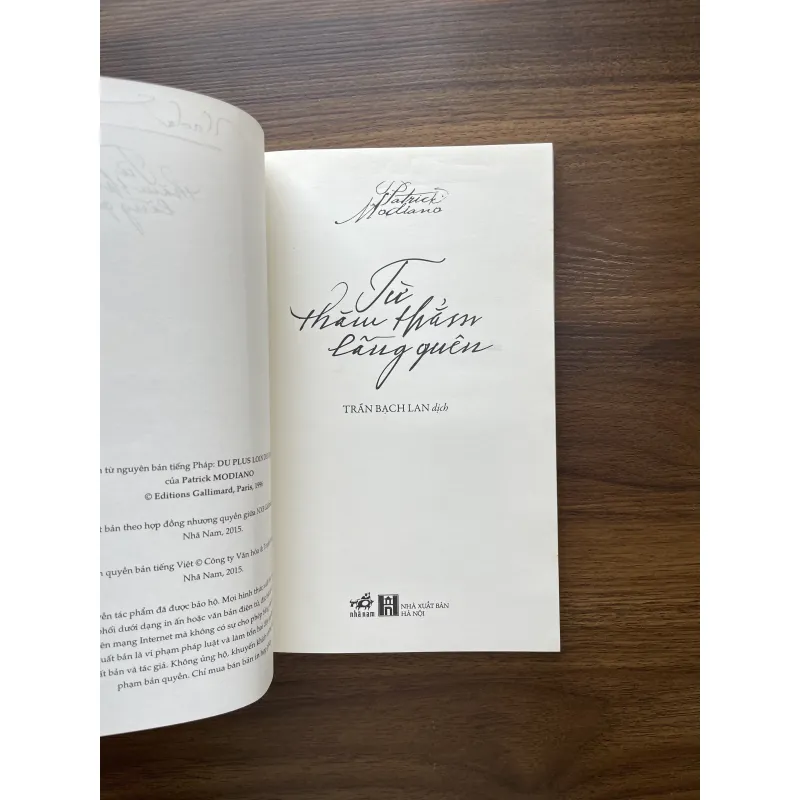 từ nguyên bản tiếng Pháp: DU PLUS LOIN
của Patrick MODIANO
© Editions Gallimard, Paris, 1996
bản theo hợp đồng nhượng quyền giữa
Nhã Nam, 2015.
quyền bản tiếng Việt © Công ty Văn hóa &
Nhã Nam, 2015.
tác phẩm đã được bảo hộ. Mọi hình thức
phối dưới dạng in ấn hoặc văn bản điện tử,
mạng Internet mà không có sự cho phép
xuất bản là vi phạm pháp luật và làm tổn hại
bản và tác giả. Không ủng hộ, khuyến khích
phạm bản quyền. Chỉ mua bán bản in hợp
Patrick
Modiano
Từ
thăm thẳm
lãng quên
TRẦN BẠCH LAN dịch
nhã nam
NHÀ XUẤT BẢN
HÀ NỘI